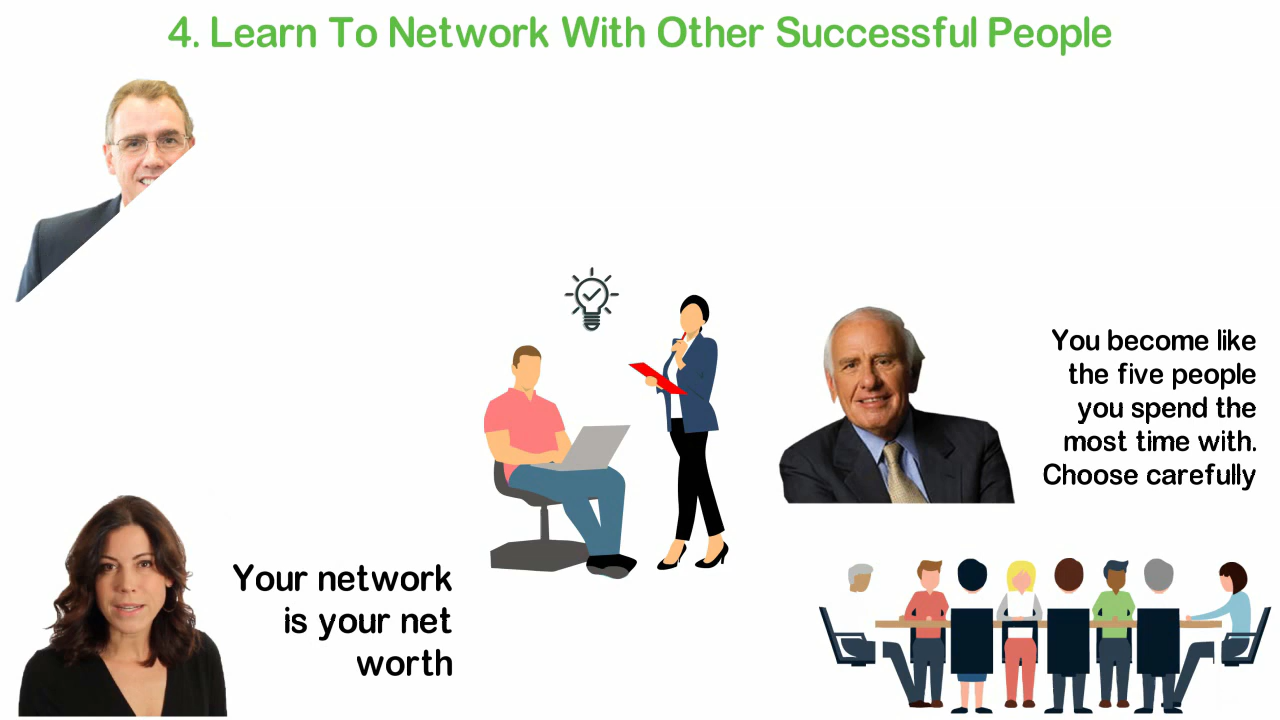 4. Learn To Network With Other Successful People
You become like
the five people
you spend the
most time with.
Choose carefully
Your network
is your net
worth